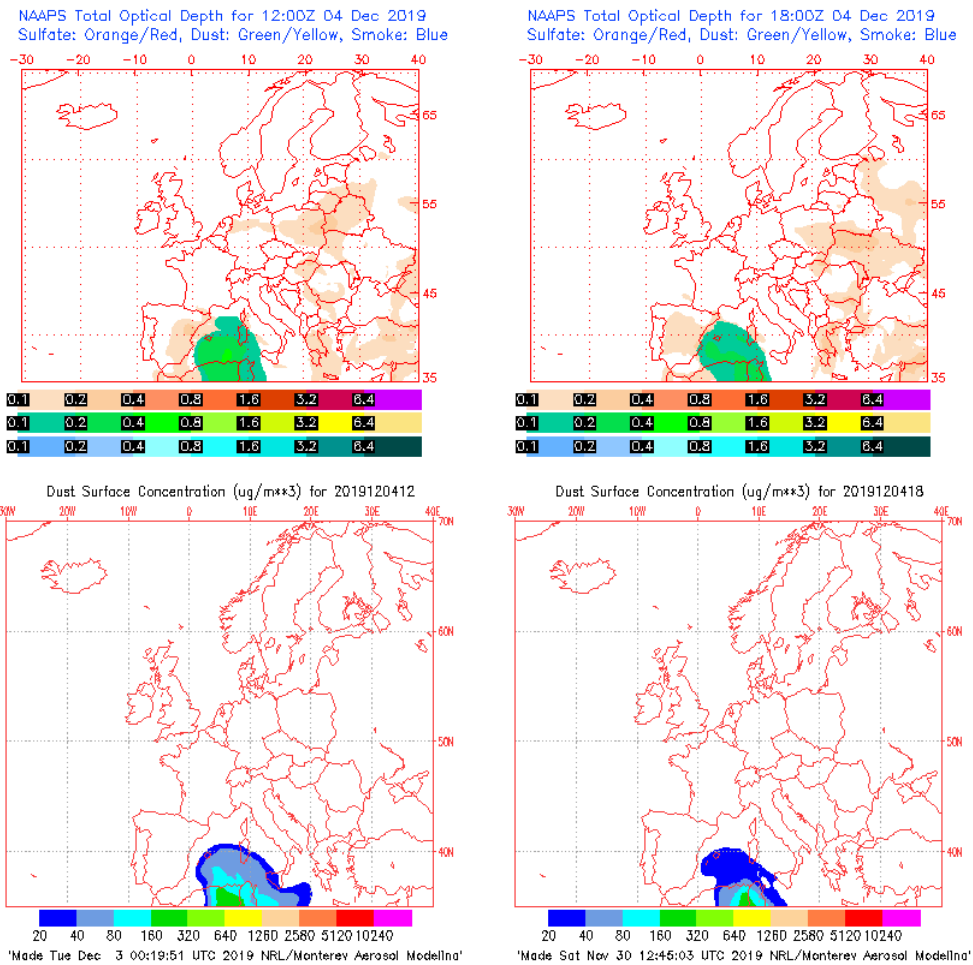 NAAPS Total Optical Depth for 12:00Z 04 Dec 2019
Sulfate: Orange/Red, Dust: Green/Yellow, Smoke: Blue
-30 -20 -10 0 10 20 30 40
65
55
45
35
0.1 0.2 0.4 0.8 1.6 3.2 6.4
0.1 0.2 0.4 0.8 1.6 3.2 6.4
0.1 0.2 0.4 0.8 1.6 3.2 6.4
NAAPS Total Optical Depth for 18:00Z 04 Dec 2019
Sulfate: Orange/Red, Dust: Green/Yellow, Smoke: Blue
-30 -20 -10 0 10 20 30 40
65
55
45
35
0.1 0.2 0.4 0.8 1.6 3.2 6.4
0.1 0.2 0.4 0.8 1.6 3.2 6.4
0.1 0.2 0.4 0.8 1.6 3.2 6.4
Dust Surface Concentration (ug/m**3) for 2019120412
30W 20W 10W 0 10E 20E 30E 40E
70N
60N
50N
40N
20 40 80 160 320 640 1260 2580 5120 10240
'Made Tue Dec 3 00:19:51 UTC 2019 NRL/Monterey Aerosol Modeling'
Dust Surface Concentration (ug/m**3) for 2019120418
30W 20W 10W 0 10E 20E 30E 40E
70N
60N
50N
40N
20 40 80 160 320 640 1260 2580 5120 10240
'Made Sat Nov 30 12:45:03 UTC 2019 NRL/Monterey Aerosol Modeling'